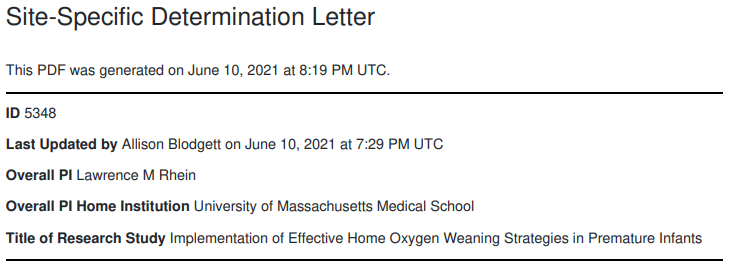 Site-Specific Determination Letter
This PDF was generated on June 10, 2021 at 8:19 PM UTC.
ID 5348
Last Updated by Allison Blodgett on June 10, 2021 at 7:29 PM UTC
Overall PI Lawrence M Rhein
Overall PI Home Institution University of Massachusetts Medical School
Title of Research Study Implementation of Effective Home Oxygen Weaning Strategies in Premature Infants